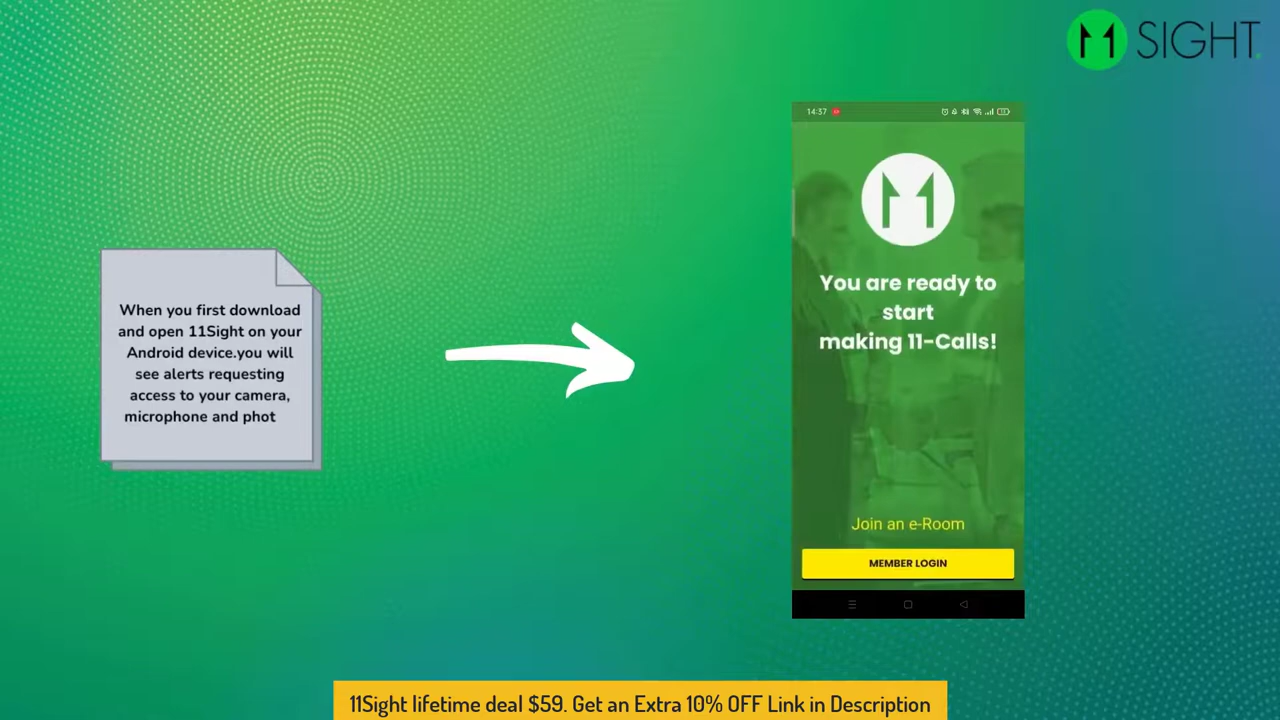 11 SIGHT.
When you first download
and open 11Sight on your
Android device.you will
see alerts requesting
access to your camera,
microphone and phot
14:37
You are ready to
start
making 11-Calls!
Join an e-Room
MEMBER LOGIN
11Sight lifetime deal $59. Get an Extra 10% OFF Link in Description